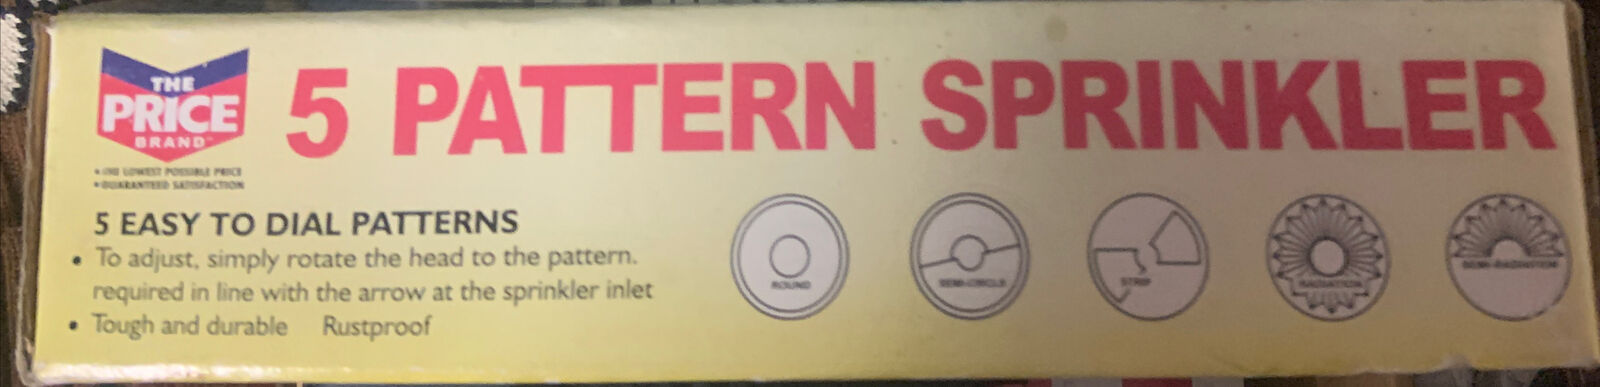 THE
PRICE
BRAND™
5 PATTERN SPRINKLER
• THE LOWEST POSSIBLE PRICE
• GUARANTEED SATISFACTION
5 EASY TO DIAL PATTERNS
• To adjust, simply rotate the head to the pattern.
required in line with the arrow at the sprinkler inlet
• Tough and durable Rustproof
ROUND
SEMI-CIRCLE
STRIP
RADIATION
SEMI-RADIATION